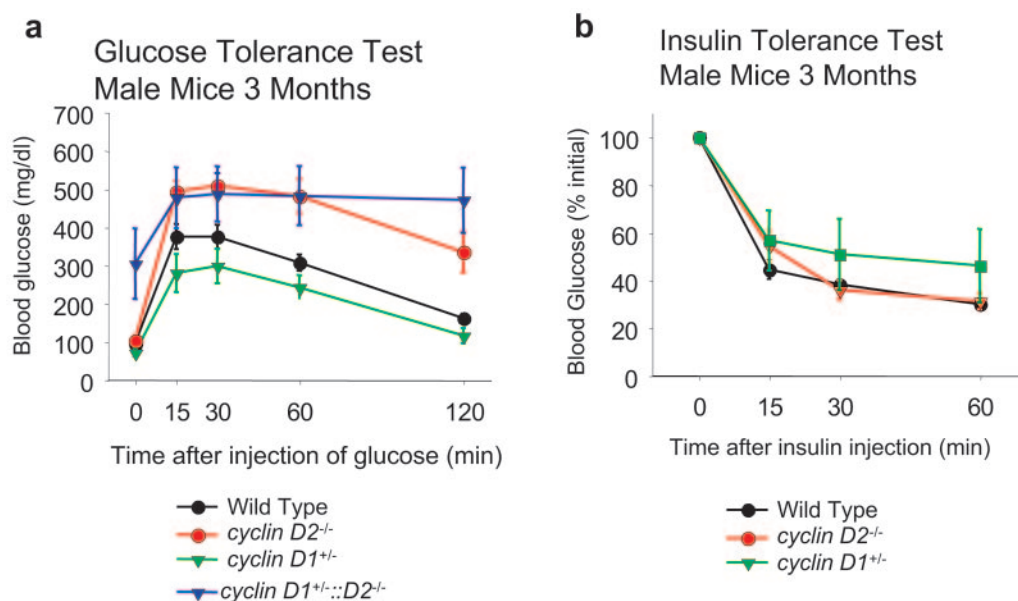 a
Glucose Tolerance Test
Male Mice 3 Months
Blood glucose (mg/dl)
700
600
500
400
300
200
100
0
0 15 30 60 120
Time after injection of glucose (min)
Wild Type
cyclin D2-/-
cyclin D1+/-
cyclin D1+/-::D2-/-
b
Insulin Tolerance Test
Male Mice 3 Months
Blood Glucose (% initial)
100
80
60
40
20
0
0 15 30 60
Time after insulin injection (min)
Wild Type
cyclin D2-/-
cyclin D1+/-